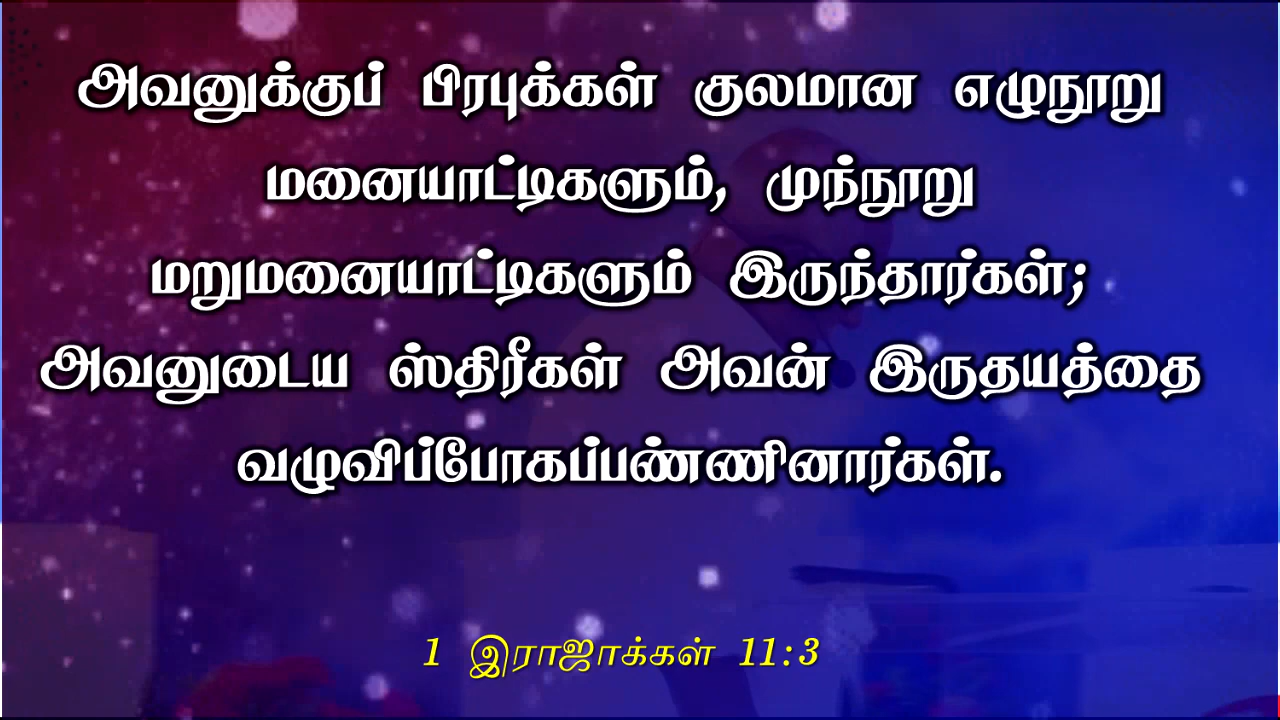 அவனுக்குப் பிரபுக்கள் குலமான எழுநூறு
மனையாட்டிகளும், முந்நூறு
மறுமனையாட்டிகளும் இருந்தார்கள்;
அவனுடைய ஸ்திரீகள் அவன் இருதயத்தை
வழுவிப்போகப்பண்ணினார்கள்.
1 இராஜாக்கள் 11:3